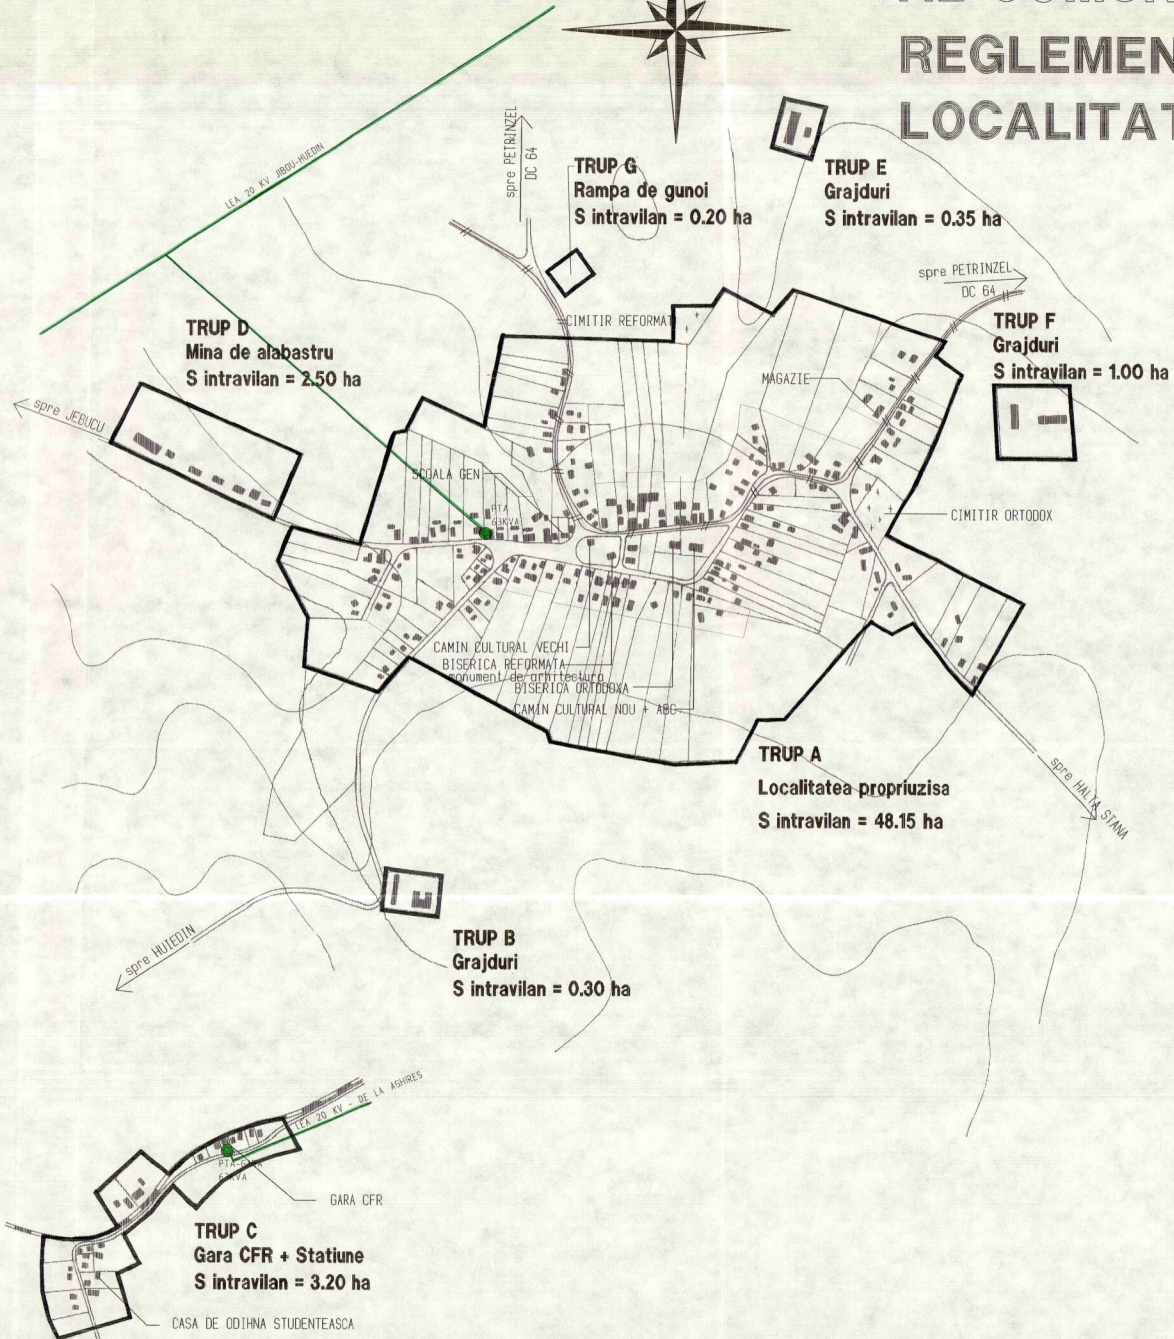 REGLEMEN
LOCALITAT
LEA 20 KV JIBOU-HUEDIN
spre PETRINZEL
DC 64
TRUP G
Rampa de gunoi
S intravilan = 0.20 ha
TRUP E
Grajduri
S intravilan = 0.35 ha
spre PETRINZEL
DC 64
TRUP F
Grajduri
S intravilan = 1.00 ha
TRUP D
Mina de alabastru
S intravilan = 2.50 ha
CIMITIR REFORMAT
MAGAZIE
spre JEBUCU
SCOALA GEN
PTA
63KVA
CIMITIR ORTODOX
CAMIN CULTURAL VECHI
BISERICA REFORMATA
monument de arhitectura
BISERICA ORTODOXA
CAMIN CULTURAL NOU + ABC
TRUP A
Localitatea propriuzisa
S intravilan = 48.15 ha
spre HALTA STANA
spre HUIEDIN
TRUP B
Grajduri
S intravilan = 0.30 ha
LEA 20 KV - DE LA AGHIRES
PTA-GARA
63KVA
GARA CFR
TRUP C
Gara CFR + Statiune
S intravilan = 3.20 ha
CASA DE ODIHNA STUDENTEASCA